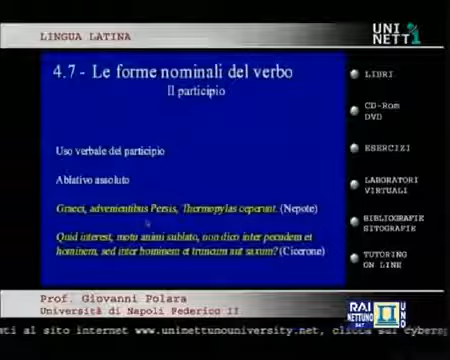 LINGUA LATINA
UNI
NETT
4.7 - Le forme nominali del verbo
Il participio
Uso verbale del participio
Ablativo assoluto
Graeci, advenientibus Persis, Thermopylas ceperunt. (Nepote)
Quid interest, motu animi sublato, non dico inter pecudem et
hominem, sed inter hominem et truncum aut saxum? (Cicerone)
LIBRI
CD-Rom
DVD
ESERCIZI
LABORATORI
VIRTUALI
BIBLIOGRAFIE
SITOGRAFIE
TUTORING
ON LINE
Prof. Giovanni Polara
Università di Napoli Federico II
RAI
NETTUNO
SAT
UNO
ti al sito internet www.uninettunouniversity.net, clicca sul